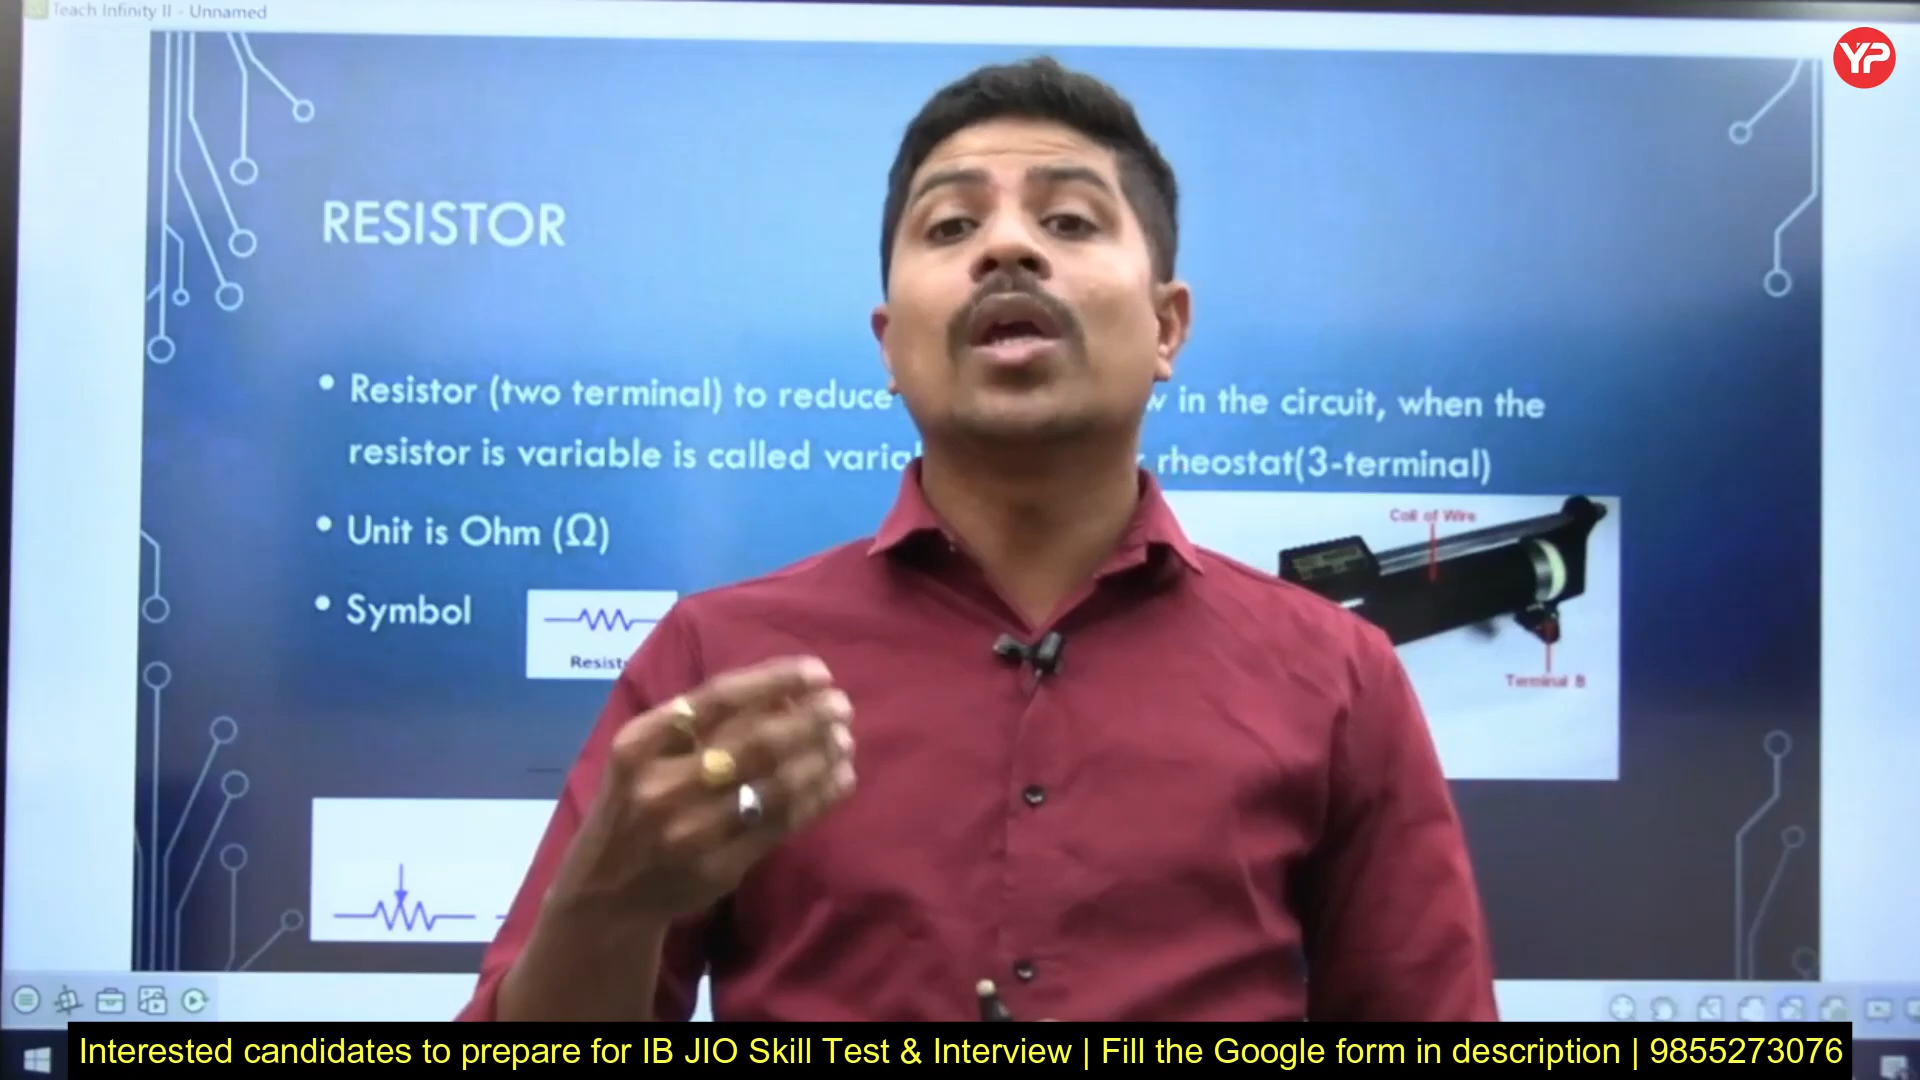 Teach Infinity II - Unnamed
YP
RESISTOR
• Resistor (two terminal) to reduce in the circuit, when the
resistor is variable is called rheostat(3-terminal)
• Unit is Ohm (Ω)
• Symbol
Coil of Wire
Terminal B
Interested candidates to prepare for IB JIO Skill Test & Interview | Fill the Google form in description | 9855273076